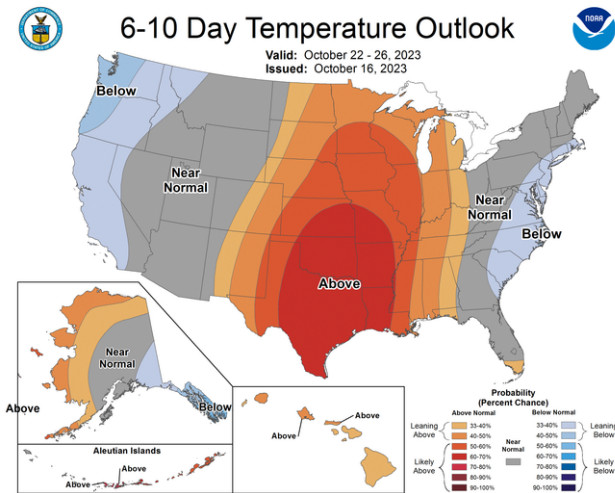 6-10 Day Temperature Outlook
NOAA
Valid: October 22 - 26, 2023
Issued: October 16, 2023
Below
Near
Normal
Near
Normal
Below
Above
Near
Normal
Above
Below
Aleutian Islands
Above
Above
Above
Above
Probability
(Percent Chance)
Above Normal
Below Normal
Leaning
Above
33-40%
40-50%
Likely
Above
50-60%
60-70%
70-80%
80-90%
90-100%
Near
Normal
33-40%
40-50%
Leaning
Below
50-60%
60-70%
70-80%
80-90%
90-100%
Likely
Below